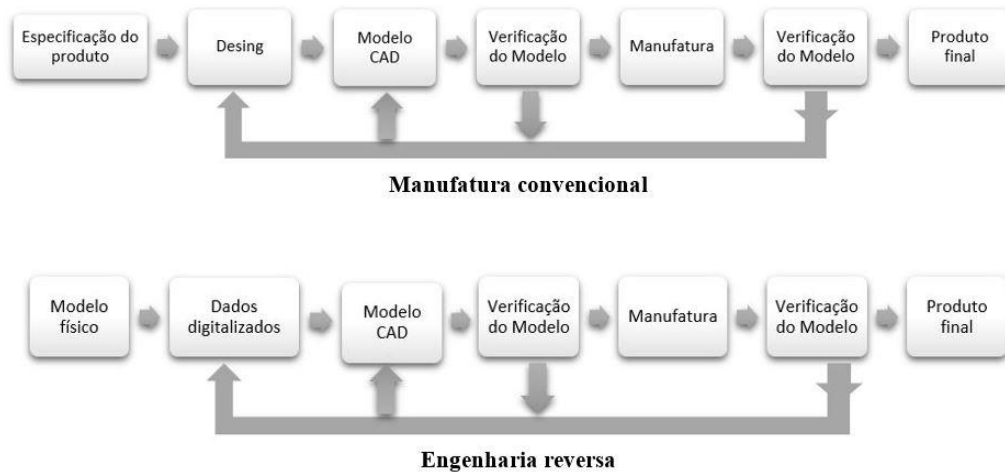 Especificação do
produto
Desing
Modelo
CAD
Verificação
do Modelo
Manufatura
Verificação
do Modelo
Produto
final
Manufatura convencional
Modelo
físico
Dados
digitalizados
Modelo
CAD
Verificação
do Modelo
Manufatura
Verificação
do Modelo
Produto
final
Engenharia reversa